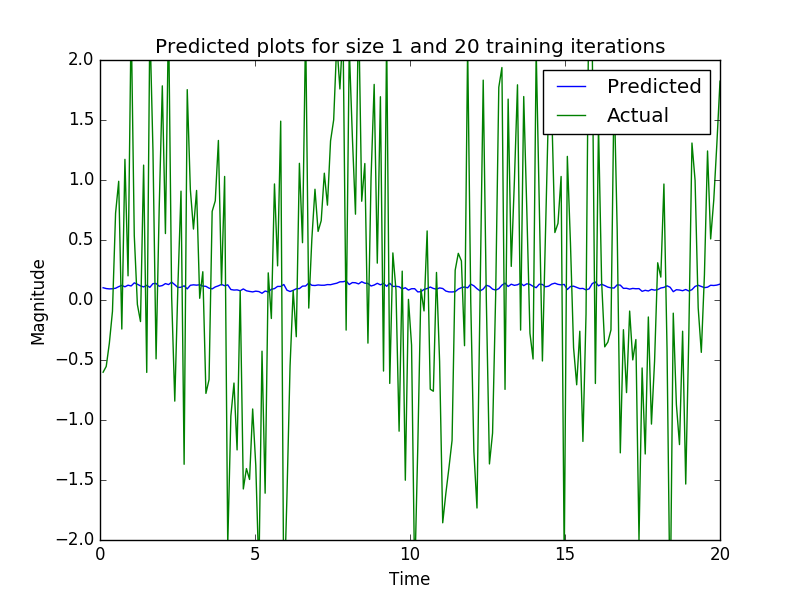 Predicted plots for size 1 and 20 training iterations
2.0
1.5
1.0
0.5
0.0
−0.5
−1.0
−1.5
−2.0
Magnitude
Predicted
Actual
0 5 10 15 20
Time